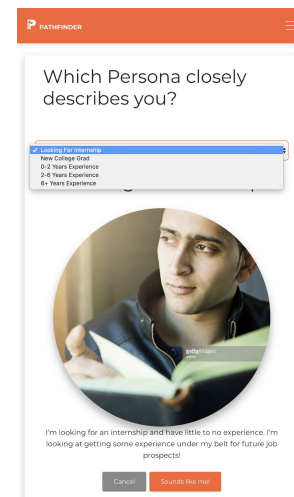 PATHFINDER
Which Persona closely
describes you?
✓ Looking For Internship
New College Grad
0-2 Years Experience
2-6 Years Experience
6+ Years Experience
gettyimages
I'm looking for an internship and have little to no experience. I'm
looking at getting some experience under my belt for future job
prospects!
Cancel
Sounds like me!